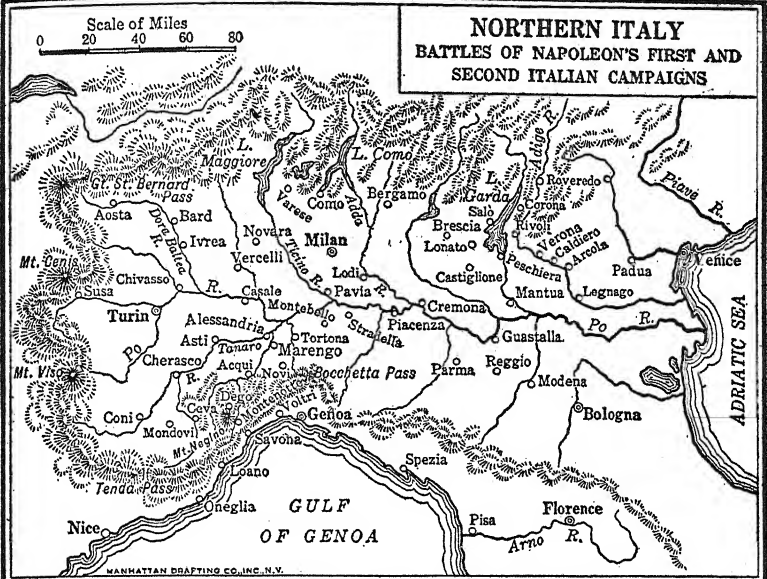 Scale of Miles
0 20 40 60 80
NORTHERN ITALY
BATTLES OF NAPOLEON'S FIRST AND
SECOND ITALIAN CAMPAIGNS
L. Maggiore
L. Como
L. Garda
Adige R.
Piave R.
Gt. St. Bernard
Pass
Aosta
Bard
Dora Baltea
R.
Ivrea
Varese
Como
Adda
R.
Bergamo
Roveredo
Corona
Salò
Rivoli
Brescia
Lonato
Verona
Caldiero
Arcola
Peschiera
Padua
Venice
Castiglione
Legnago
Mantua
Novara
Vercelli
Milan
Ticino R.
Lodi
Pavia
Mt. Cenis
Susa
Chivasso
R.
Casale
Turin
Po
Montebello
Stradella
Piacenza
Cremona
Guastalla
Po R.
ADRIATIC SEA
Alessandria
Asti
Tanaro
R.
Tortona
Marengo
Cherasco
Acqui
Novi
Bocchetta Pass
Parma
Reggio
Modena
Bologna
Mt. Viso
Coni
Mondovi
Ceva
Dego
Montenotte
Voltri
Genoa
Mt. Negino
Savona
Loano
Tenda Pass
Oneglia
Nice
Spezia
GULF
OF GENOA
Pisa
Florence
Arno R.
MANHATTAN DRAFTING CO., INC., N.Y.